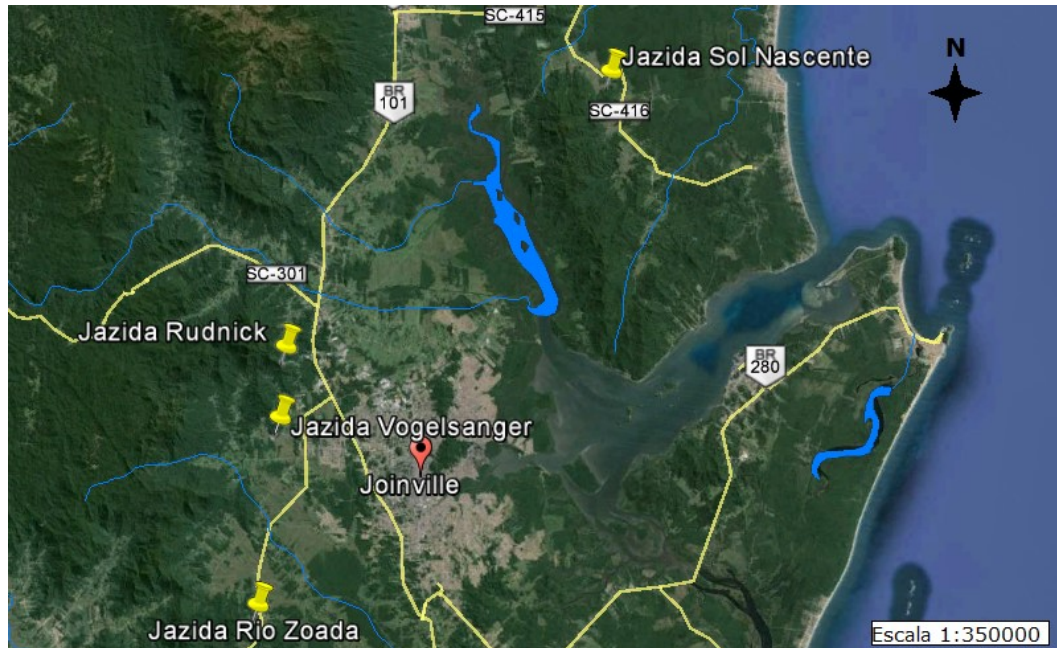 SC-415
Jazida Sol Nascente
N
BR
101
SC-416
SC-301
Jazida Rudnick
BR
280
Jazida Vogelsanger
Joinville
Jazida Rio Zoada
Escala 1:350000